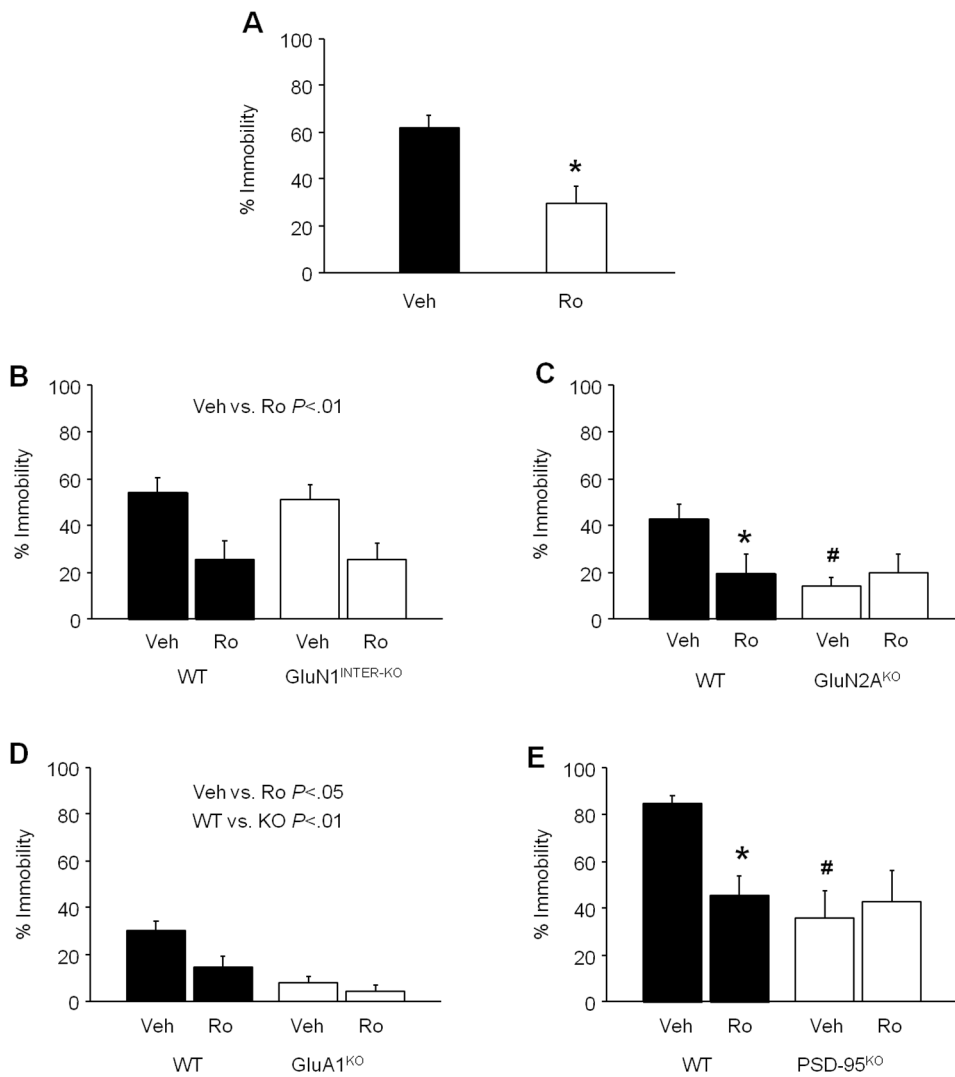 A
100
80
60
40
20
0
% Immobility
*
Veh Ro
B
100
80
60
40
20
0
% Immobility
Veh vs. Ro P<.01
Veh Ro Veh Ro
WT GluN1INTER-KO
C
100
80
60
40
20
0
% Immobility
*
#
Veh Ro Veh Ro
WT GluN2AKO
D
100
80
60
40
20
0
% Immobility
Veh vs. Ro P<.05
WT vs. KO P<.01
Veh Ro Veh Ro
WT GluA1KO
E
100
80
60
40
20
0
% Immobility
*
#
Veh Ro Veh Ro
WT PSD-95KO